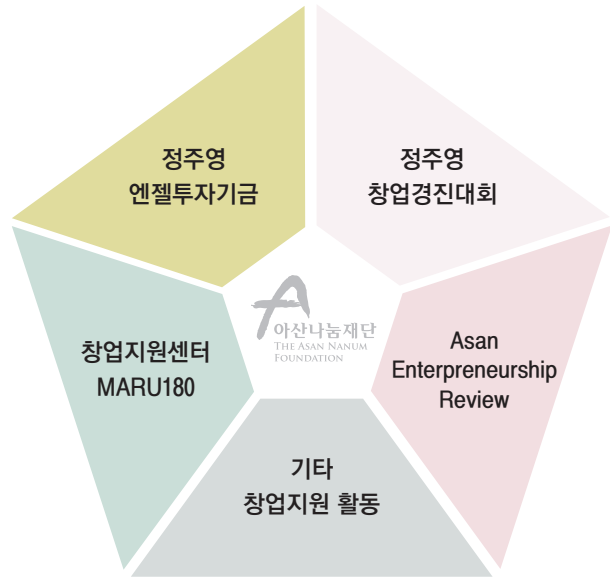 정주영
엔젤투자기금
정주영
창업경진대회
아산나눔재단
THE ASAN NANUM
FOUNDATION
창업지원센터
MARU180
Asan
Enterpreneurship
Review
기타
창업지원 활동